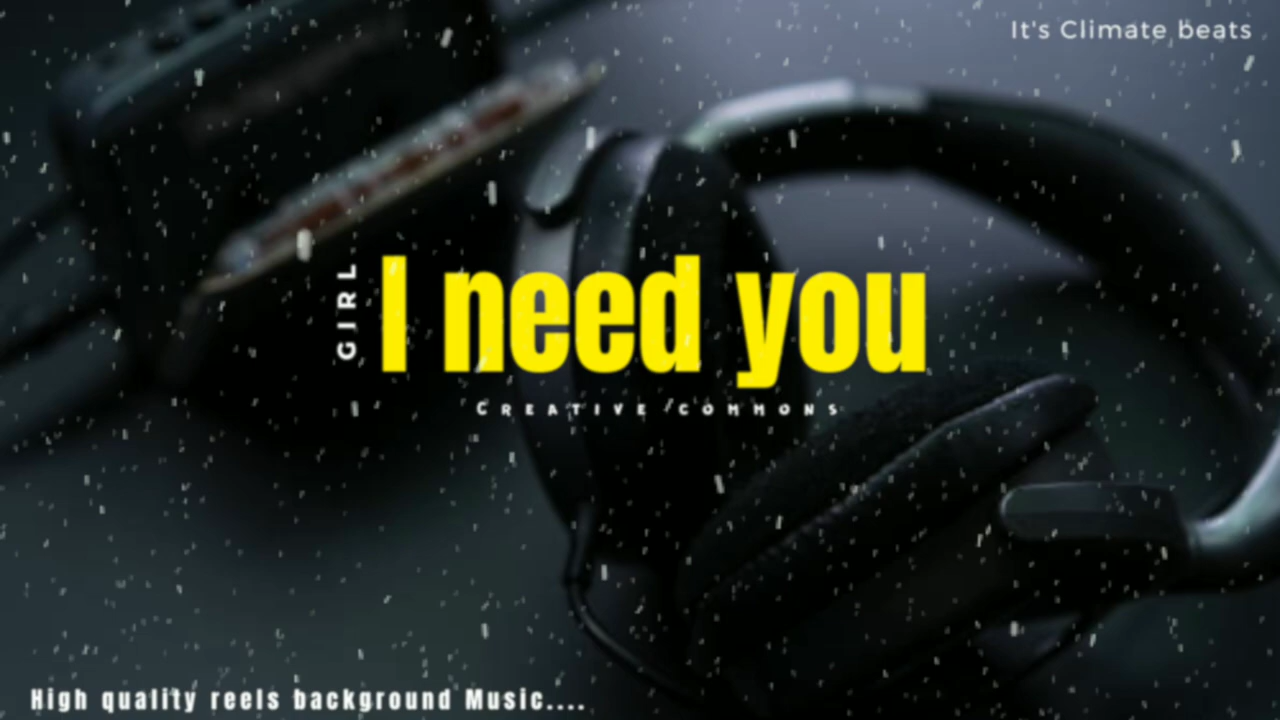 It's Climate beats
GIRL
I need you
CREATIVE COMMONS
High quality reels background Music....